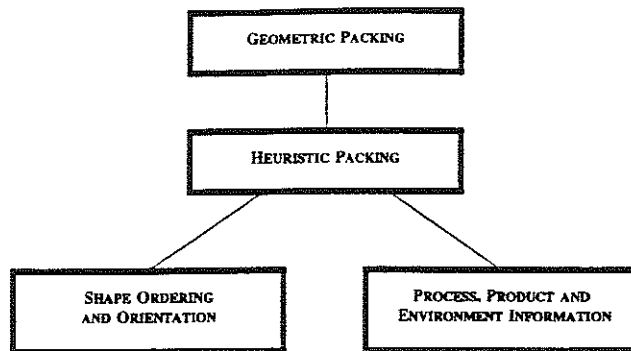 GEOMETRIC PACKING
HEURISTIC PACKING
SHAPE ORDERING
AND ORIENTATION
PROCESS, PRODUCT AND
ENVIRONMENT INFORMATION